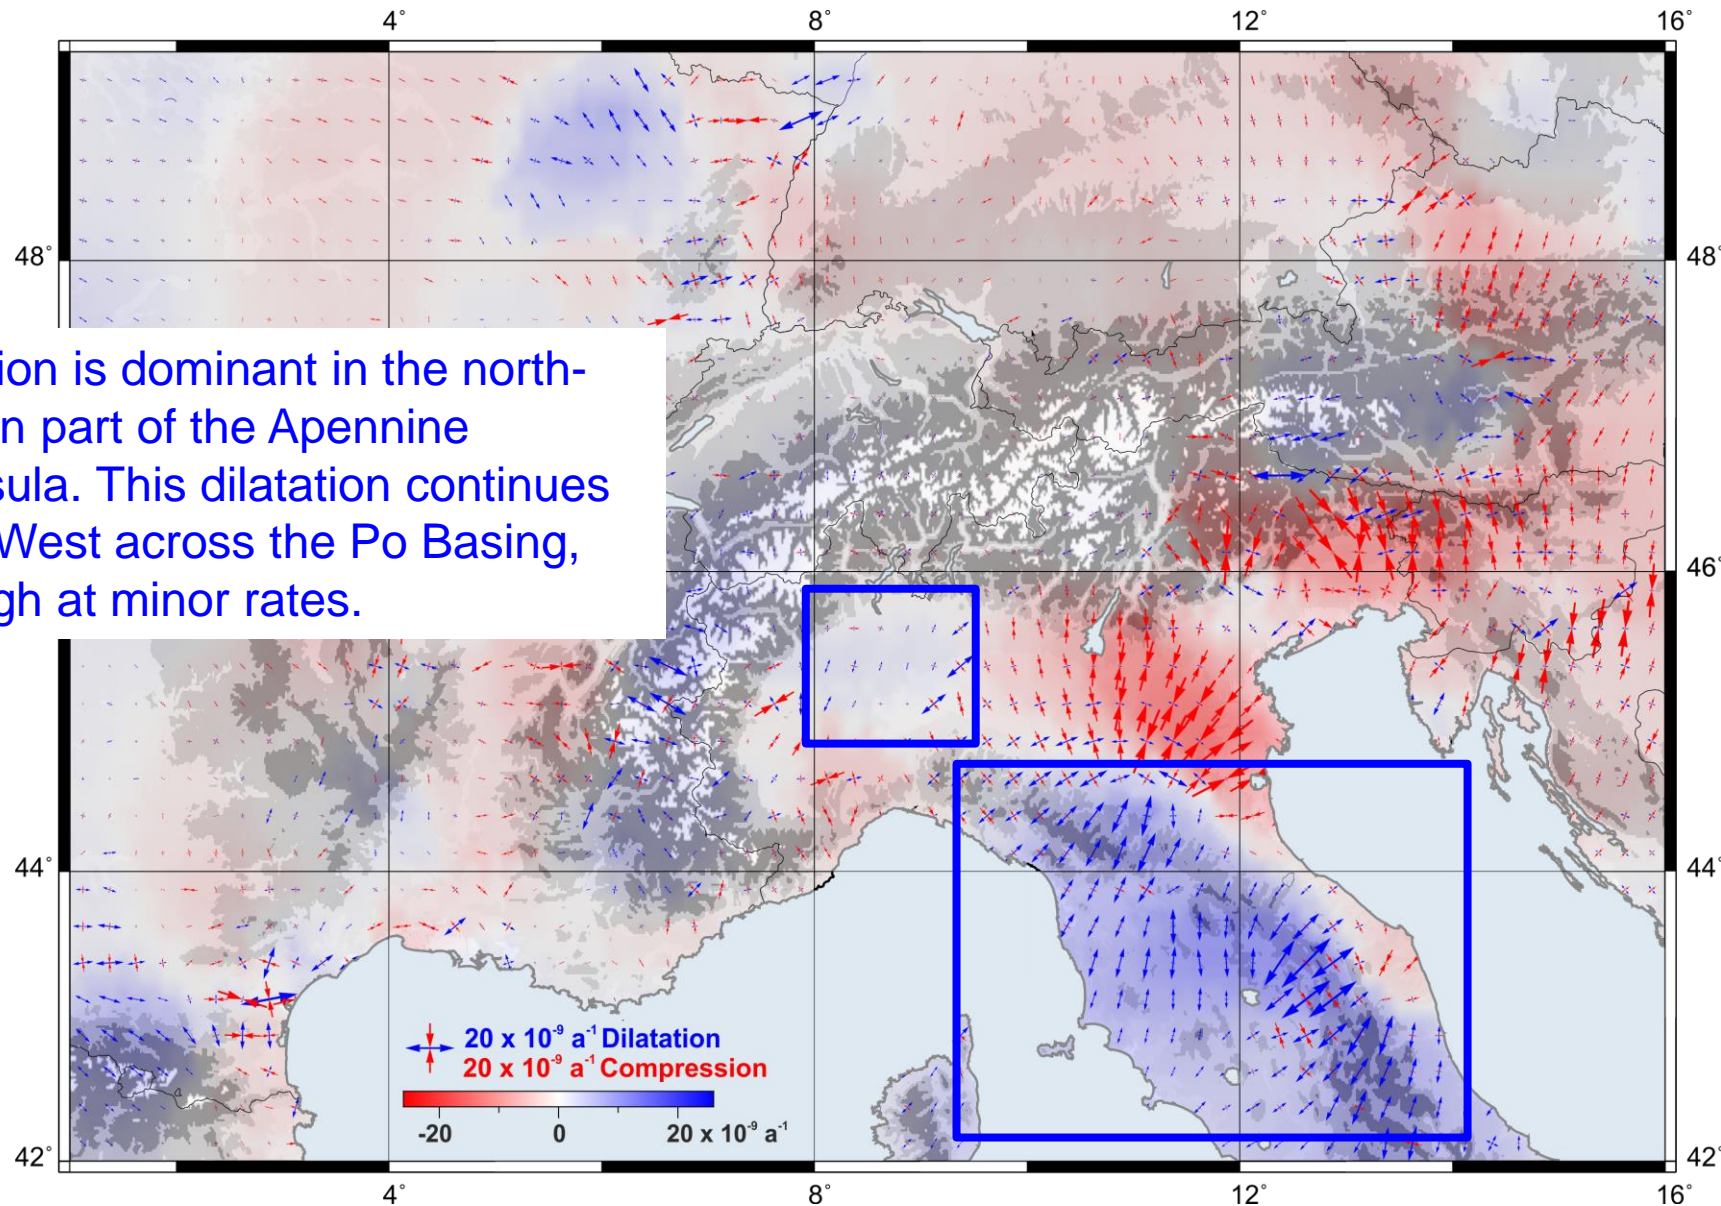 4° 8° 12° 16°
48° 48°
ion is dominant in the north-
n part of the Apennine
sula. This dilatation continues
West across the Po Basing,
gh at minor rates.
46°
44° 44°
20 x 10⁻⁹ a⁻¹ Dilatation
20 x 10⁻⁹ a⁻¹ Compression
-20 0 20 x 10⁻⁹ a⁻¹
42° 42°
4° 8° 12° 16°